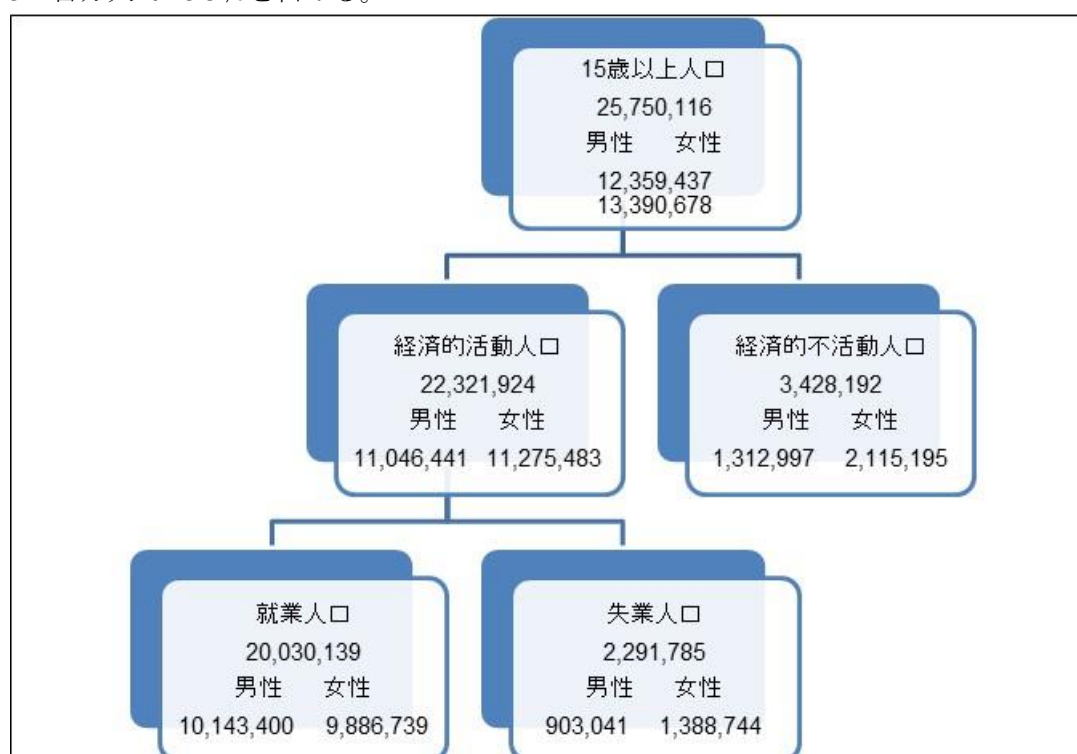 15歳以上人口
25,750,116
男性 女性
12,359,437
13,390,678
経済的活動人口
22,321,924
男性 女性
11,046,441 11,275,483
経済的不活動人口
3,428,192
男性 女性
1,312,997 2,115,195
就業人口
20,030,139
男性 女性
10,143,400 9,886,739
失業人口
2,291,785
男性 女性
903,041 1,388,744